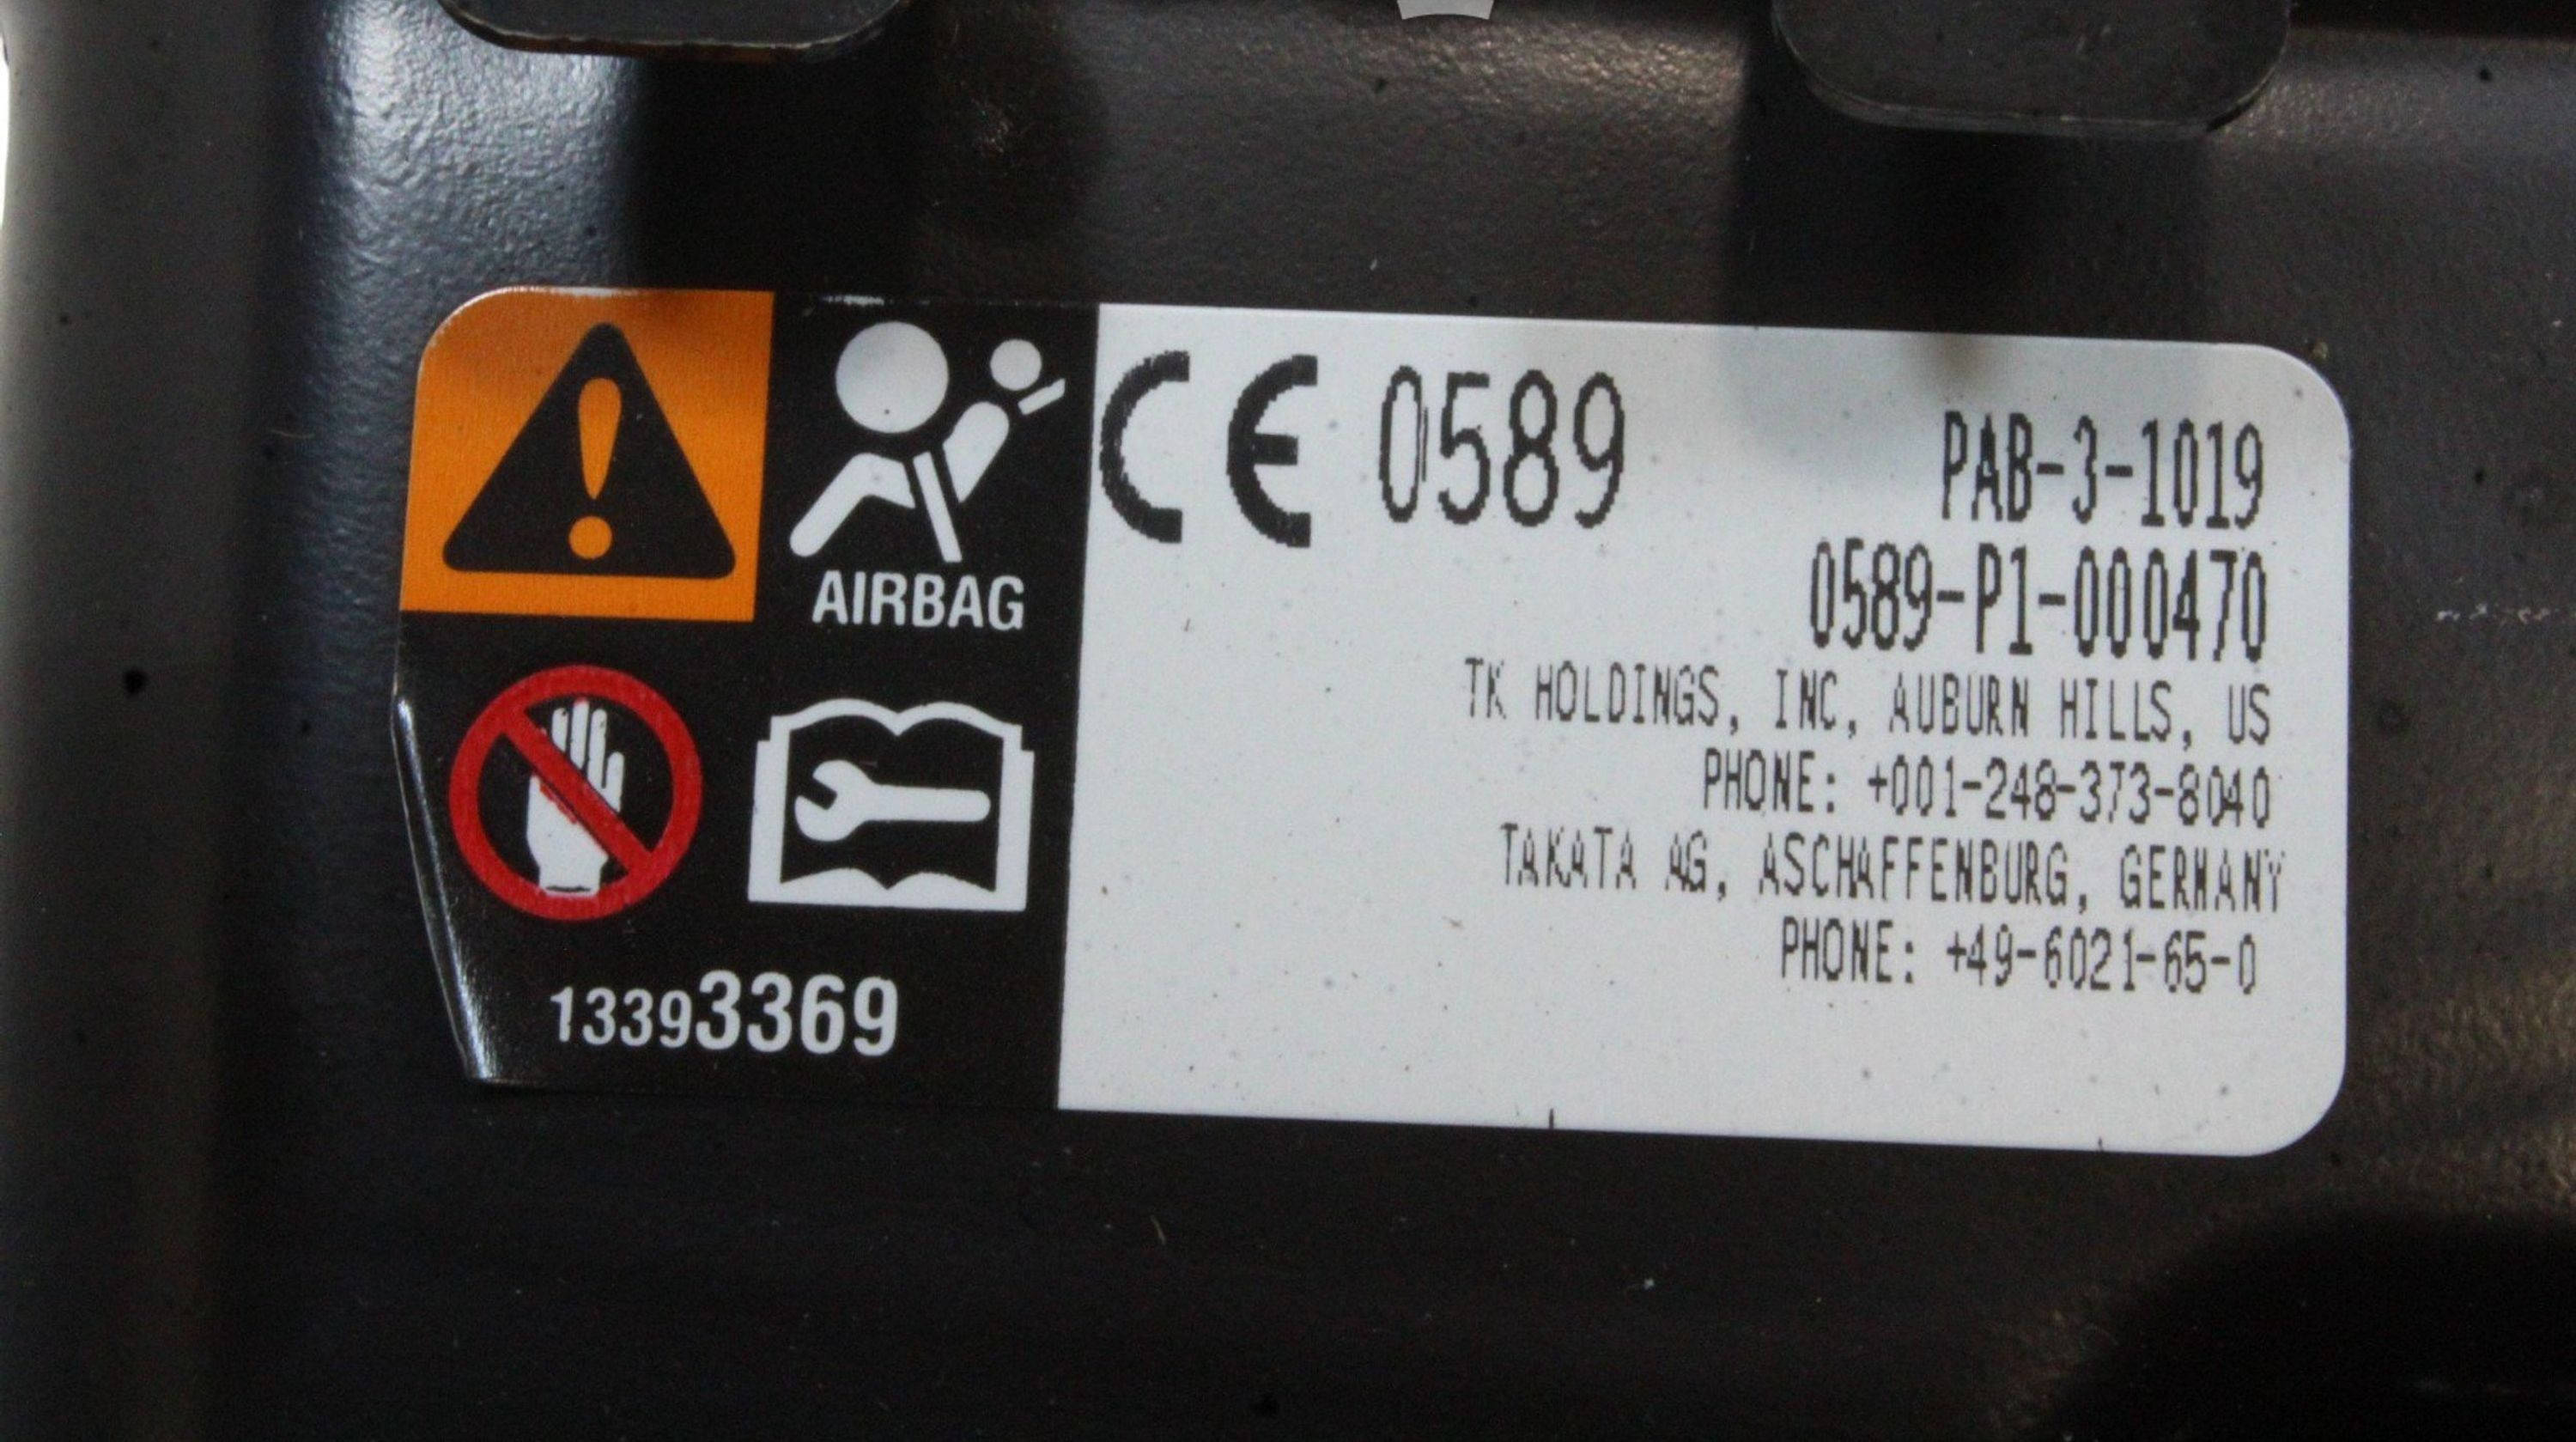 AIRBAG
13393369
CE 0589
PAB-3-1019
0589-P1-000470
TK HOLDINGS, INC, AUBURN HILLS, US
PHONE: +001-248-373-8040
TAKATA AG, ASCHAFFENBURG, GERMANY
PHONE: +49-6021-65-0